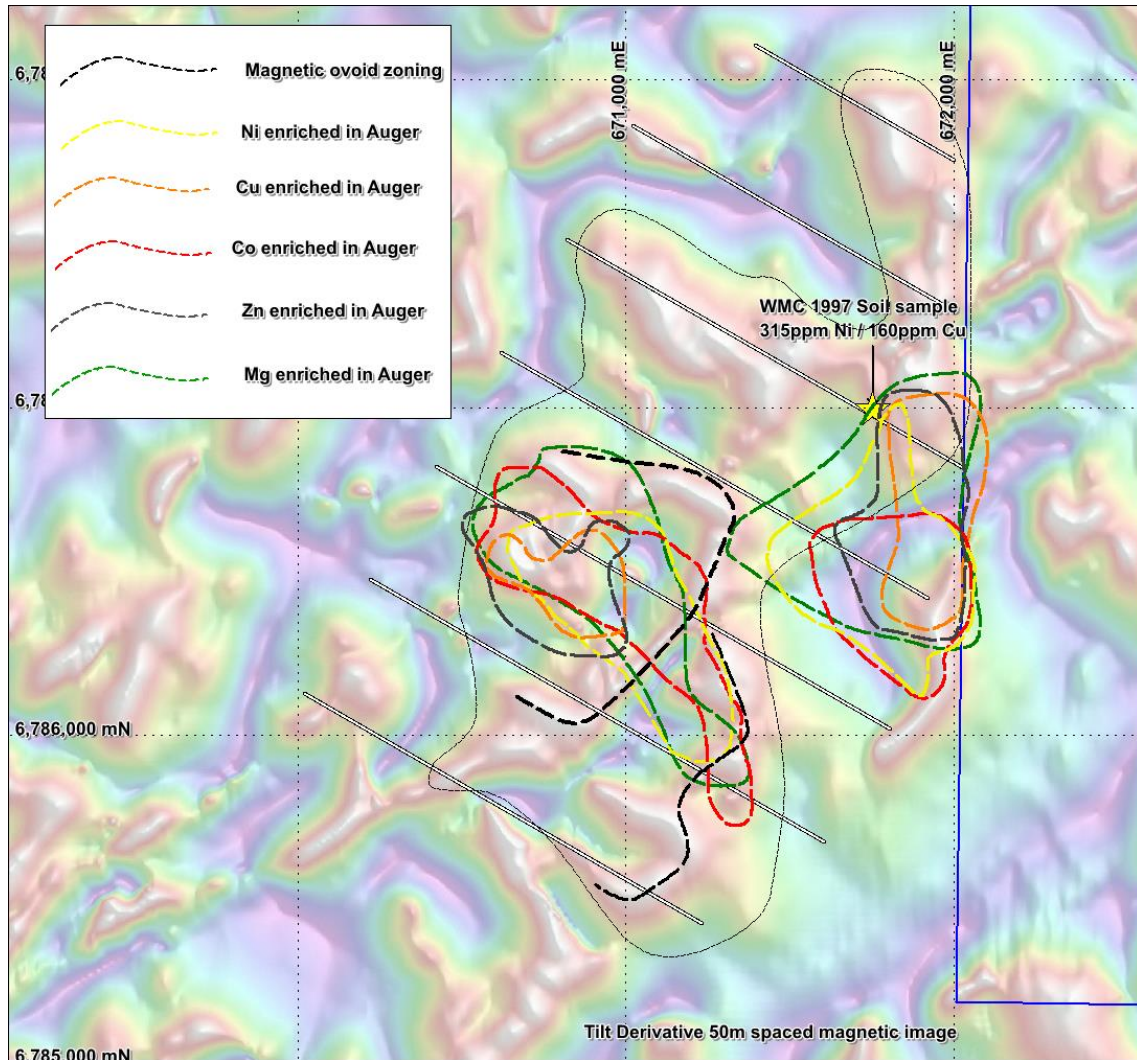 Magnetic ovoid zoning
Ni enriched in Auger
Cu enriched in Auger
Co enriched in Auger
Zn enriched in Auger
Mg enriched in Auger
671,000 mE
672,000 mE
WMC 1997 Soil sample
315ppm Ni / 160ppm Cu
6,786,000 mN
Tilt Derivative 50m spaced magnetic image
6,785,000 mN